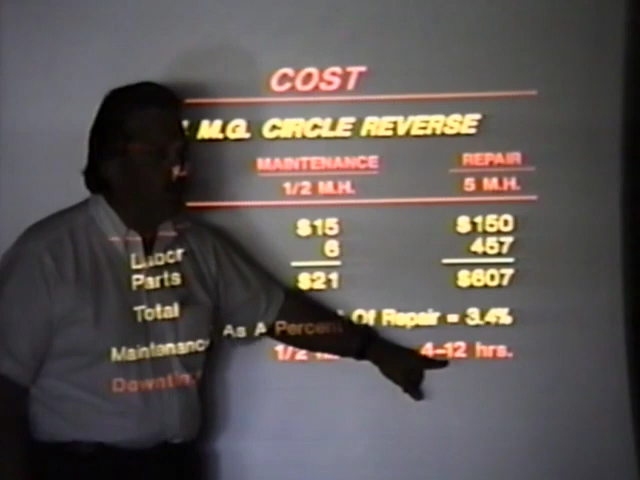 COST
M.G. CIRCLE REVERSE
MAINTENANCE REPAIR
1/2 M.H. 5 M.H.
Labor $15 $150
Parts 6 457
Total $21 $607
Maintenance As A Percent Of Repair = 3.4%
Downtime 1/2 4-12 hrs.